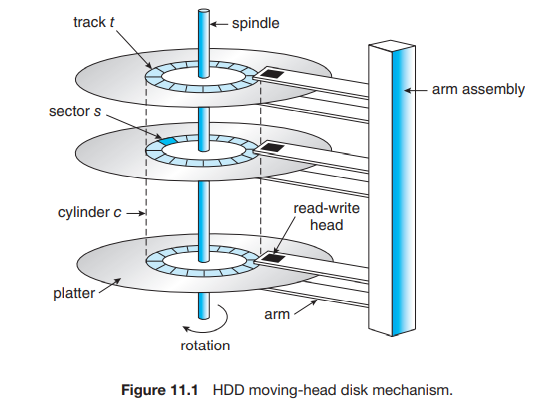 track t
spindle
arm assembly
sector s
cylinder c
read-write
head
platter
arm
rotation
Figure 11.1 HDD moving-head disk mechanism.